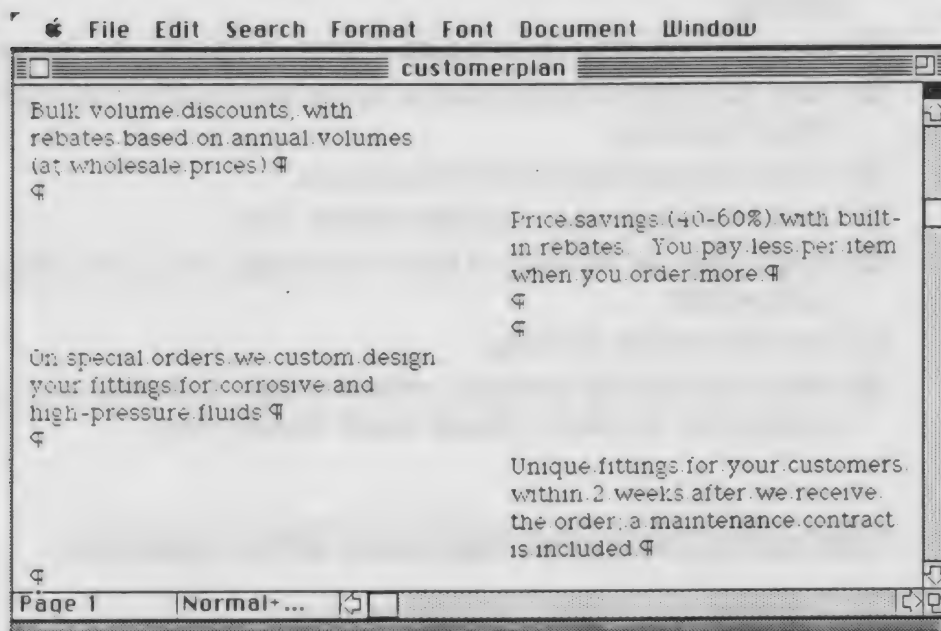 File Edit Search Format Font Document Window
customerplan
Bulk volume discounts, with
rebates based on annual volumes
(at wholesale prices) ¶
¶
Price savings (40-60%) with built-
in rebates. You pay less per item
when you order more ¶
¶
¶
On special orders we custom design
your fittings for corrosive and
high-pressure fluids ¶
¶
Unique fittings for your customers
within 2 weeks after we receive
the order; a maintenance contract
is included ¶
¶
Page 1 Normal+...